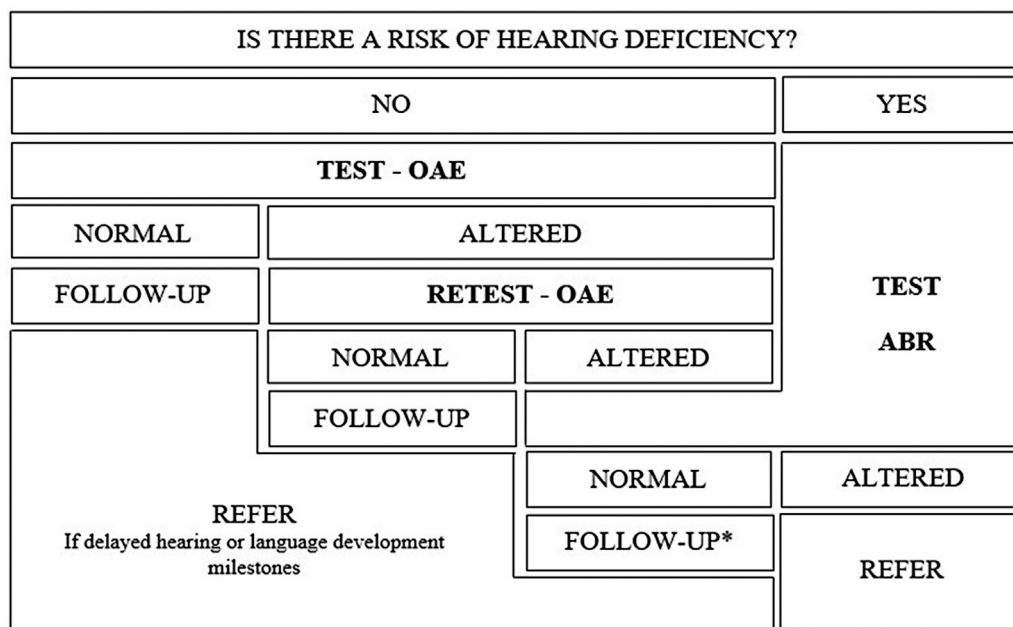 IS THERE A RISK OF HEARING DEFICIENCY?
NO
YES
TEST - OAE
NORMAL
ALTERED
FOLLOW-UP
RETEST - OAE
TEST
ABR
NORMAL
ALTERED
FOLLOW-UP
NORMAL
ALTERED
REFER
If delayed hearing or language development
milestones
FOLLOW-UP*
REFER